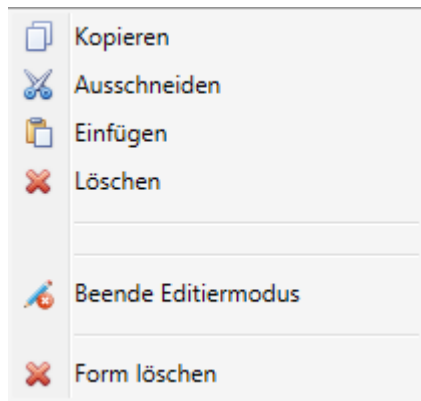 Kopieren
Ausschneiden
Einfügen
Löschen
Beende Editiermodus
Form löschen